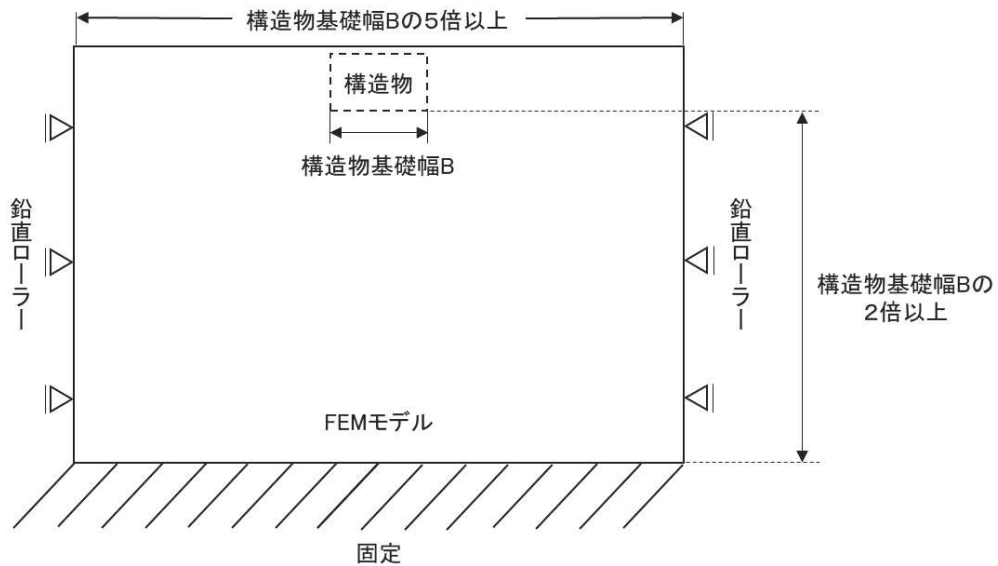 構造物基礎幅Bの5倍以上
構造物
構造物基礎幅B
鉛直ローラー
鉛直ローラー
構造物基礎幅Bの
2倍以上
FEMモデル
固定